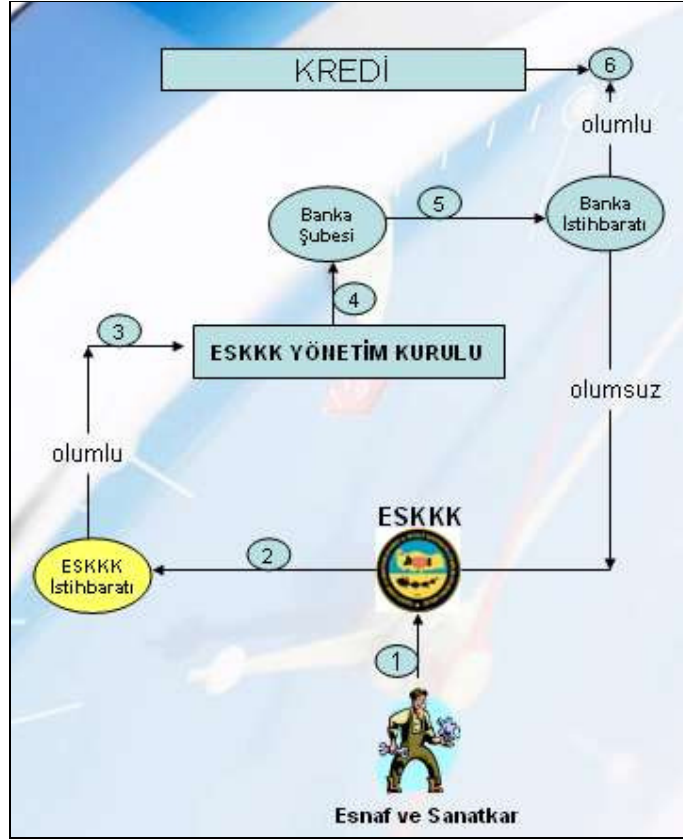 KREDİ
6
olumlu
Banka
Şubesi
5
Banka
İstihbaratı
4
3
ESKKK YÖNETİM KURULU
olumsuz
olumlu
ESKKK
ESKKK
İstihbaratı
2
1
Esnaf ve Sanatkar